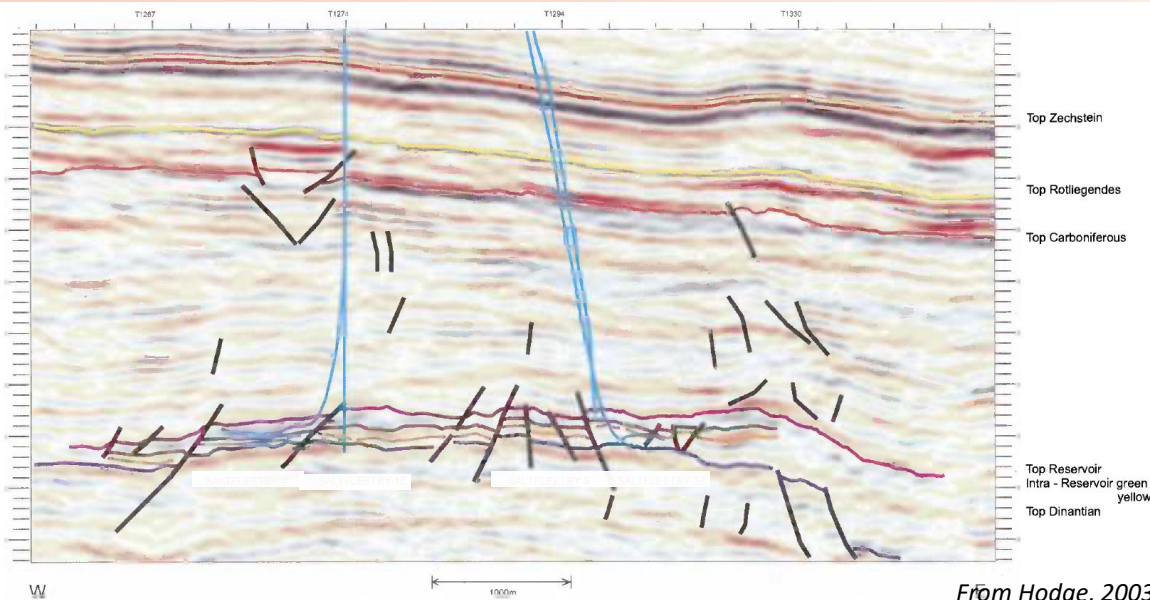 T1267 T1274 T1294 T1330
Top Zechstein
Top Rotliegendes
Top Carboniferous
Top Reservoir
Intra - Reservoir green
yellow
Top Dinantian
W 1000m E
From Hodge, 2003